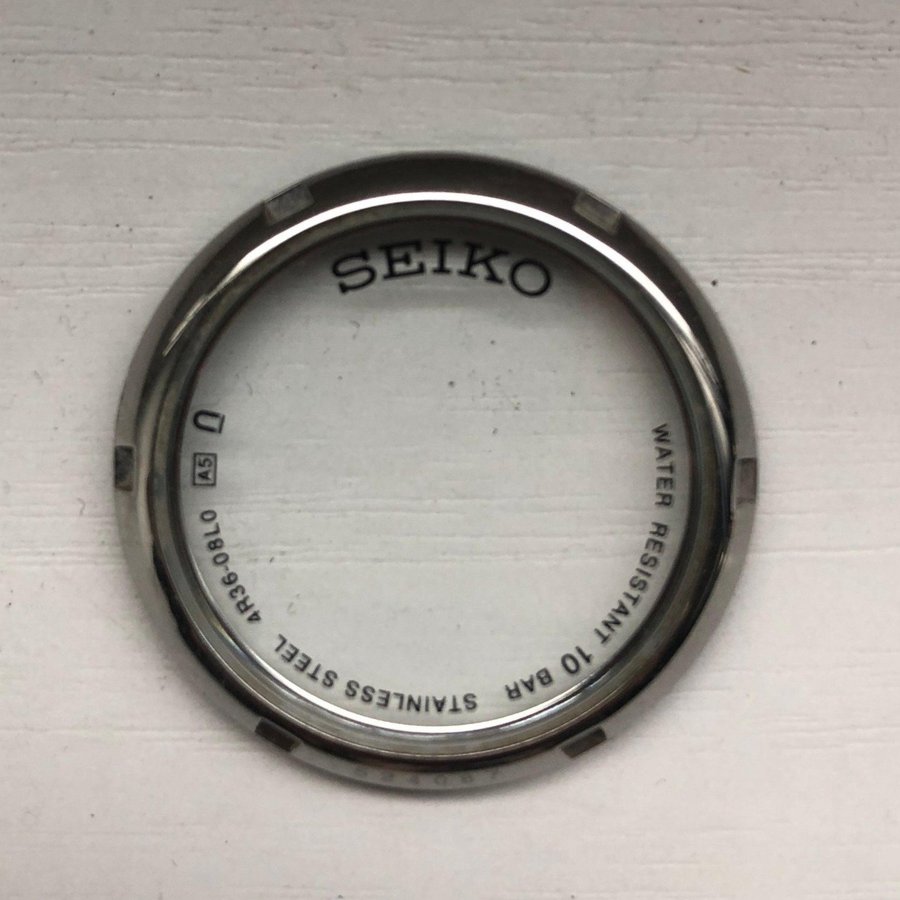 SEIKO
WATER RESISTANT 10 BAR
STAINLESS STEEL
4R36-08L0
A5